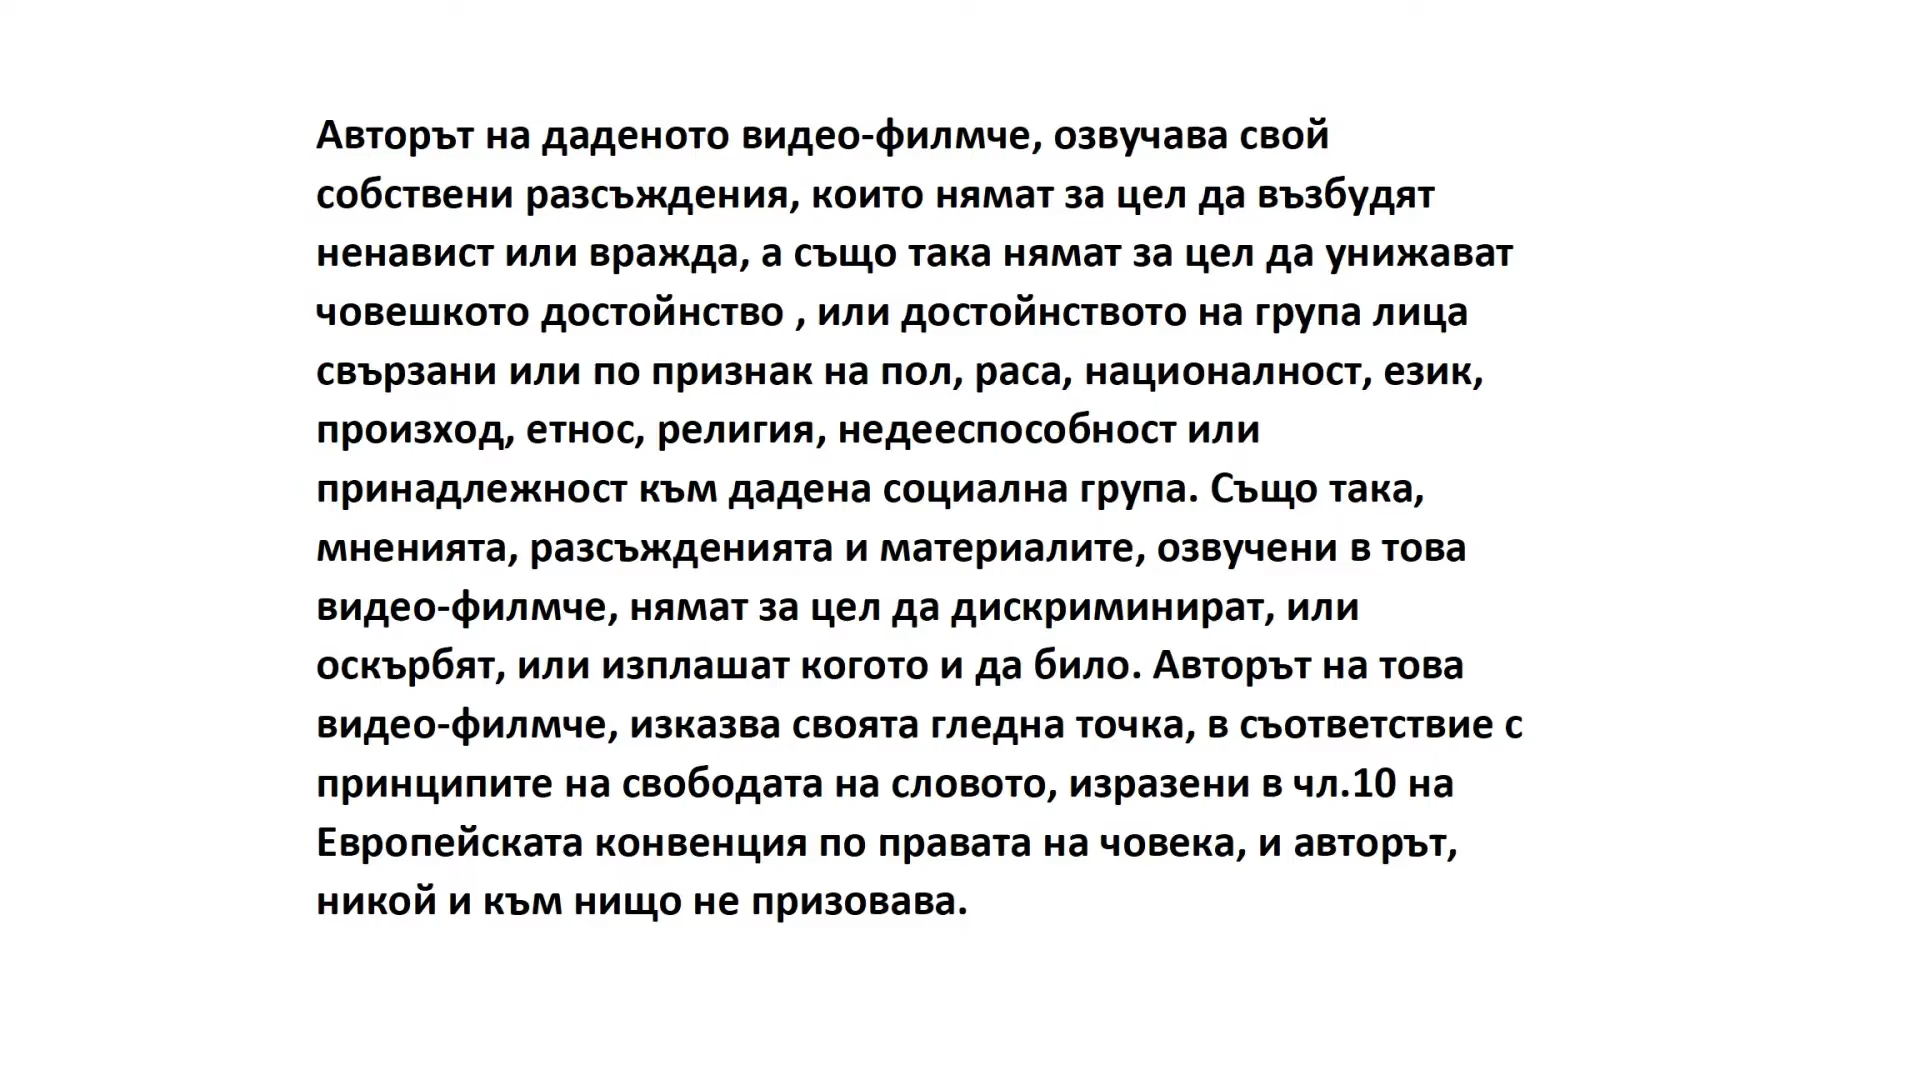 Авторът на даденото видео-филмче, озвучава свой
собствени разсъждения, които нямат за цел да възбудят
ненавист или вражда, а също така нямат за цел да унижават
човешкото достойнство , или достойнството на група лица
свързани или по признак на пол, раса, националност, език,
произход, етнос, религия, недееспособност или
принадлежност към дадена социална група. Също така,
мненията, разсъжденията и материалите, озвучени в това
видео-филмче, нямат за цел да дискриминират, или
оскърбят, или изплашат когото и да било. Авторът на това
видео-филмче, изказва своята гледна точка, в съответствие с
принципите на свободата на словото, изразени в чл.10 на
Европейската конвенция по правата на човека, и авторът,
никой и към нищо не призовава.